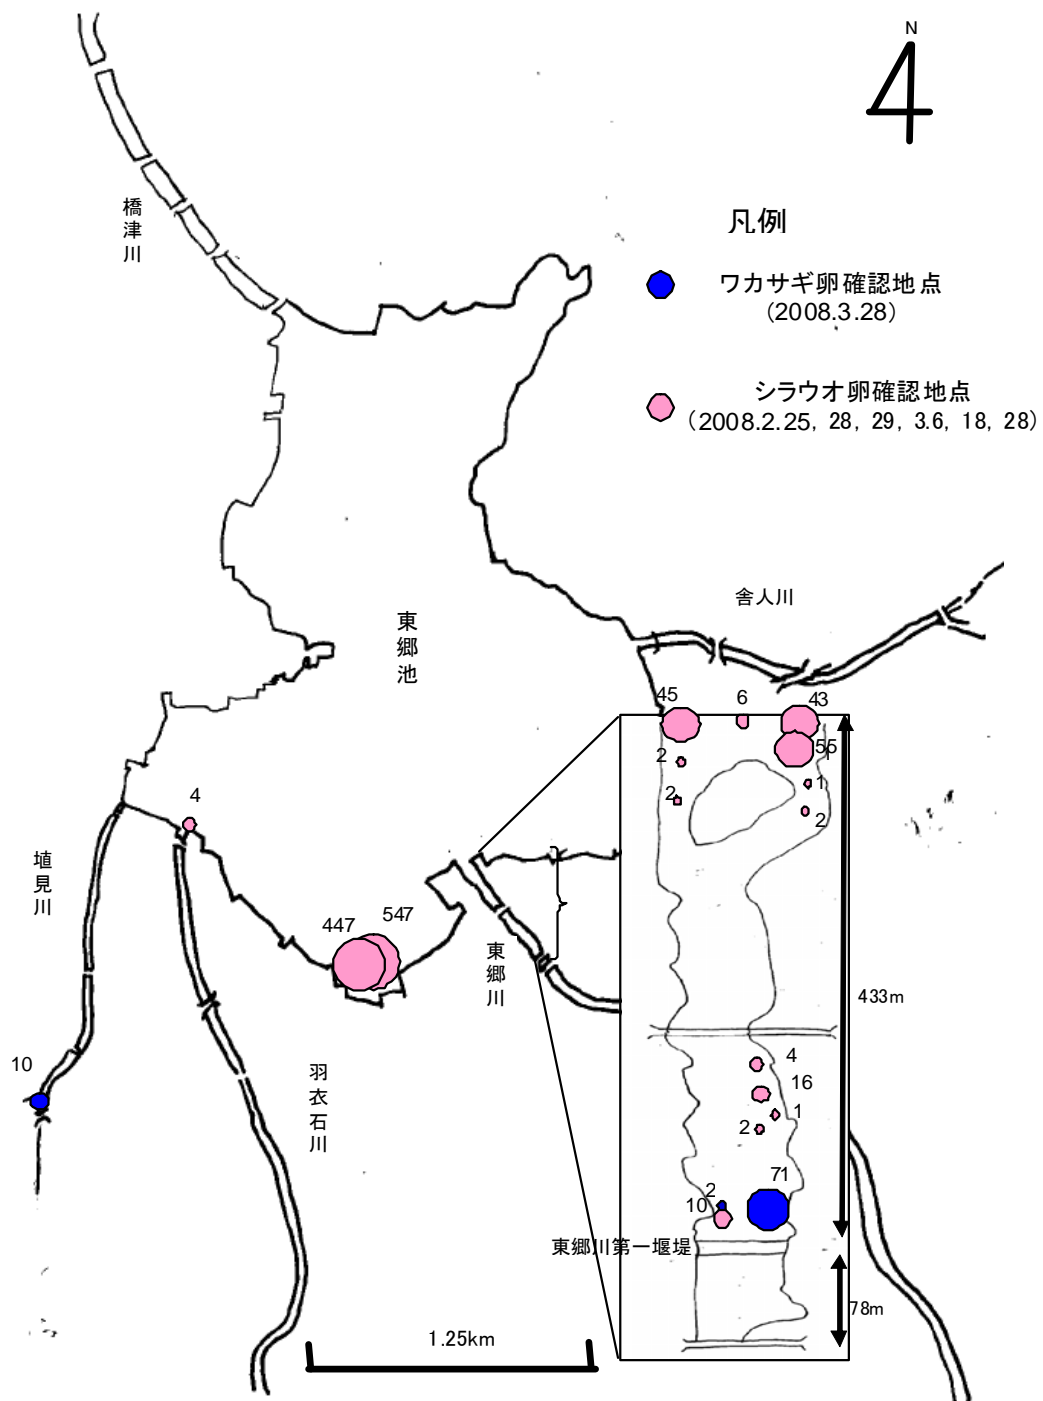 N
橋津川
凡例
ワカサギ卵確認地点
(2008.3.28)
シラウオ卵確認地点
(2008.2.25, 28, 29, 3.6, 18, 28)
舎人川
東郷池
45
6
43
55
2
1
2
2
4
埴見川
447
547
東郷川
433m
10
羽衣石川
4
16
1
2
71
2
10
東郷川第一堰堤
78m
1.25km